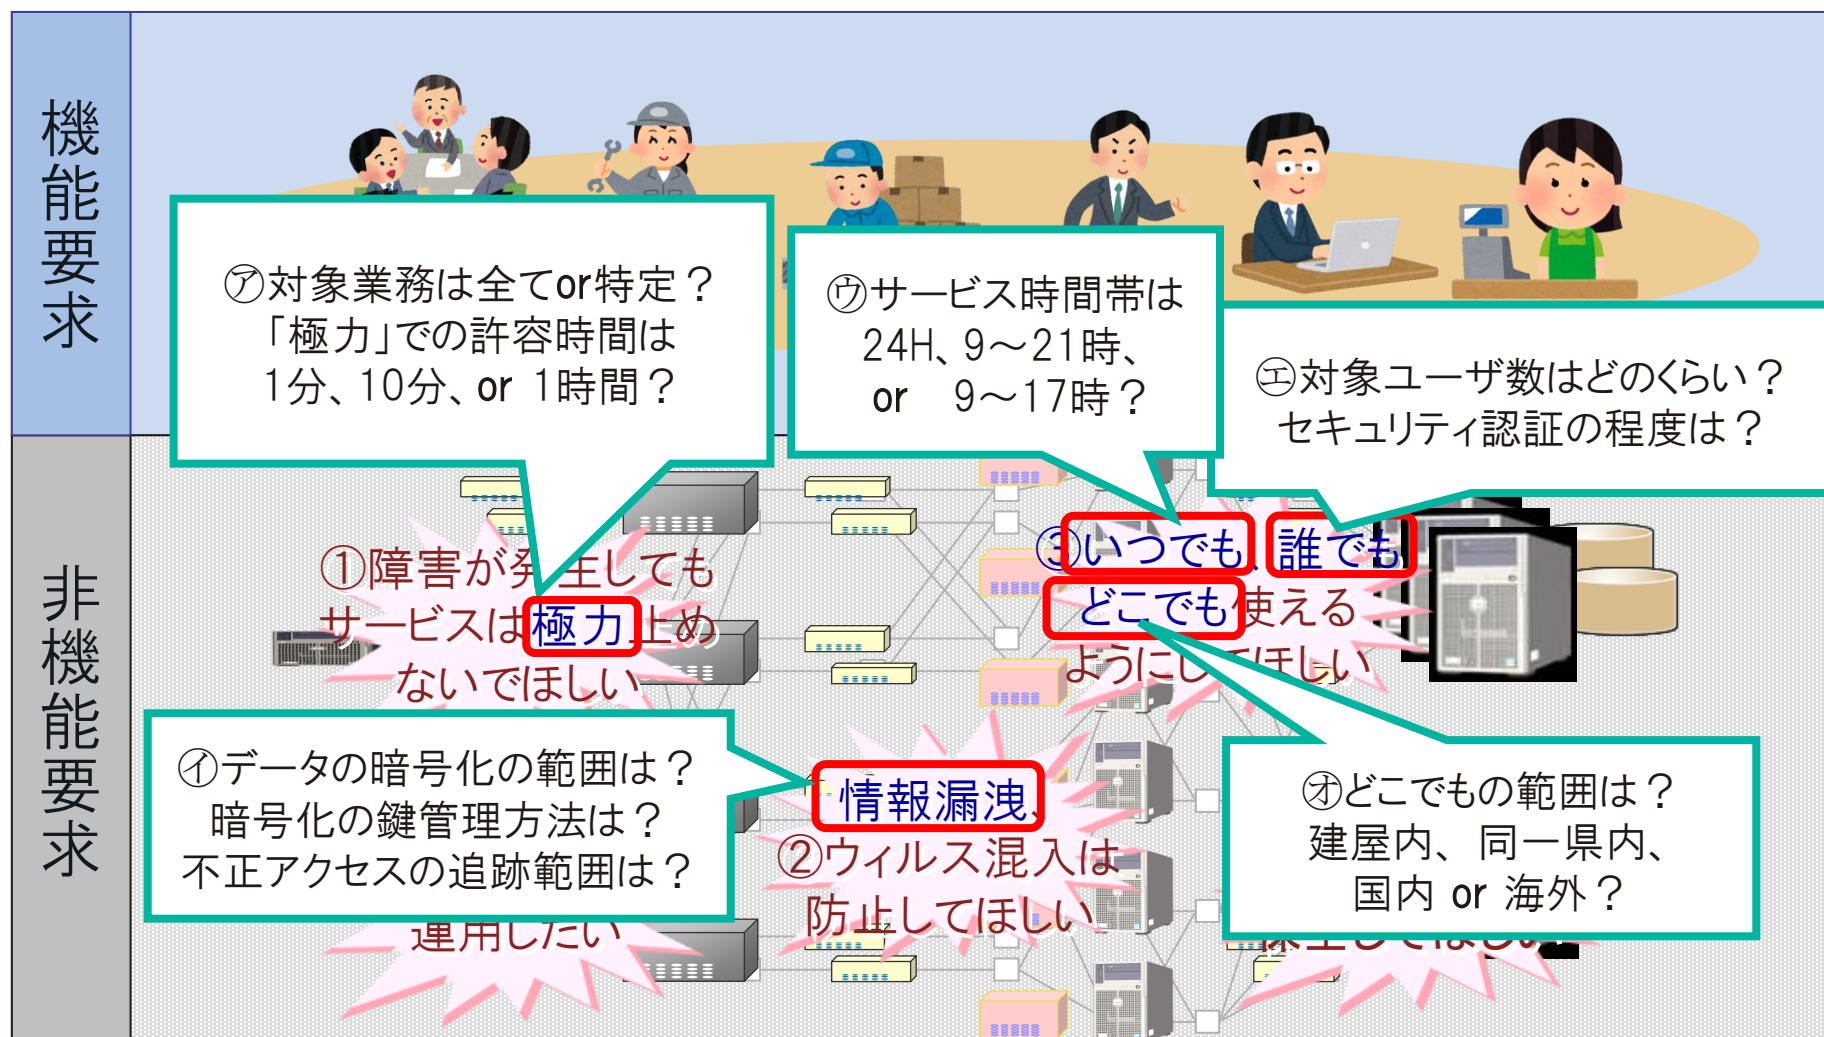 機能要求
㋐対象業務は全てor特定？
「極力」での許容時間は
1分、10分、or 1時間？
㋒サービス時間帯は
24H、9～21時、
or　9～17時？
㋓対象ユーザ数はどのくらい？
セキュリティ認証の程度は？
非機能要求
①障害が発生しても
サービスは極力止め
ないでほしい
③いつでも、誰でも
どこでも使える
ようにしてほしい
㋑データの暗号化の範囲は？
暗号化の鍵管理方法は？
不正アクセスの追跡範囲は？
運用したい
情報漏洩、
②ウィルス混入は
防止してほしい
㋔どこでもの範囲は？
建屋内、同一県内、
国内 or 海外？